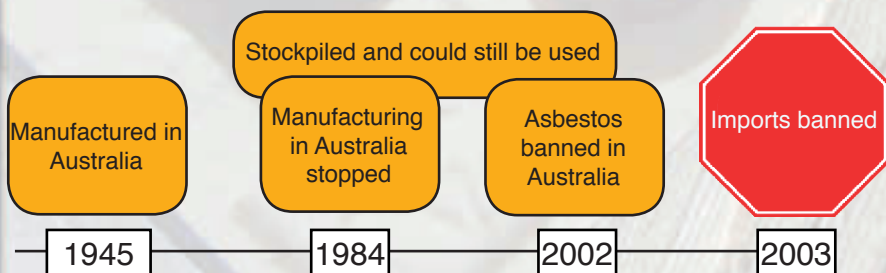 Stockpiled and could still be used
Manufactured in
Australia
Manufacturing
in Australia
stopped
Asbestos
banned in
Australia
Imports banned
1945
1984
2002
2003